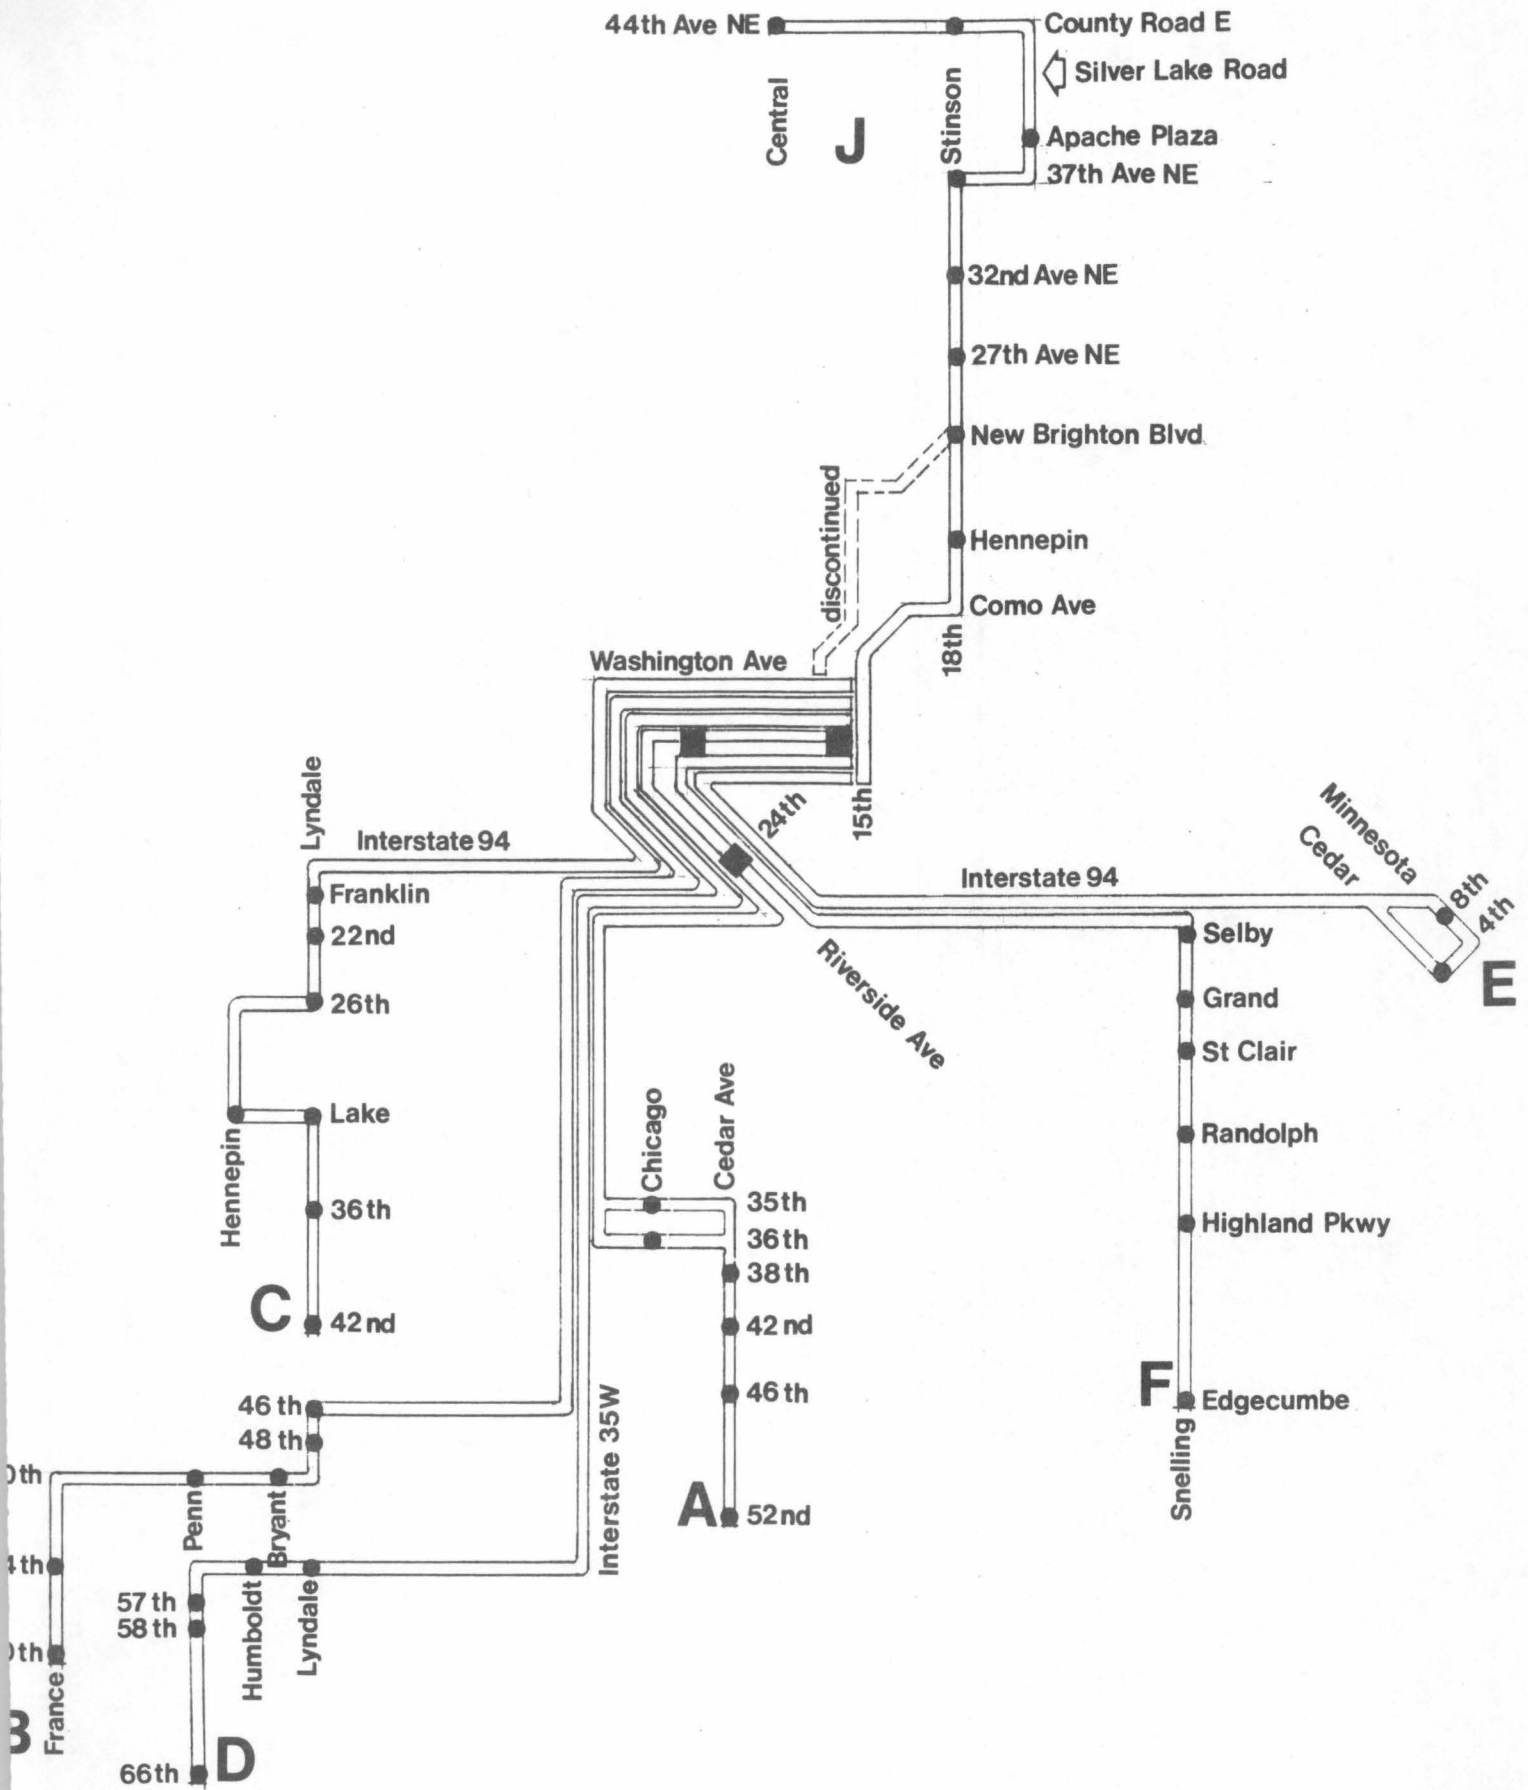 44th Ave NE
County Road E
Silver Lake Road
Central
J
Stinson
Apache Plaza
37th Ave NE
32nd Ave NE
27th Ave NE
New Brighton Blvd
discontinued
Hennepin
Como Ave
18th
Washington Ave
Lyndale
Interstate 94
24th
15th
Minnesota
Cedar
8th
4th
E
Interstate 94
Franklin
22nd
26th
Riverside Ave
Selby
Grand
St Clair
Randolph
Highland Pkwy
F
Edgecumbe
Snelling
Lake
Hennepin
36th
C
42nd
Chicago
Cedar Ave
35th
36th
38th
42nd
46th
A
52nd
Interstate 35W
46th
48th
0th
Penn
Bryant
4th
0th
France
B
57th
58th
Humboldt
Lyndale
66th
D